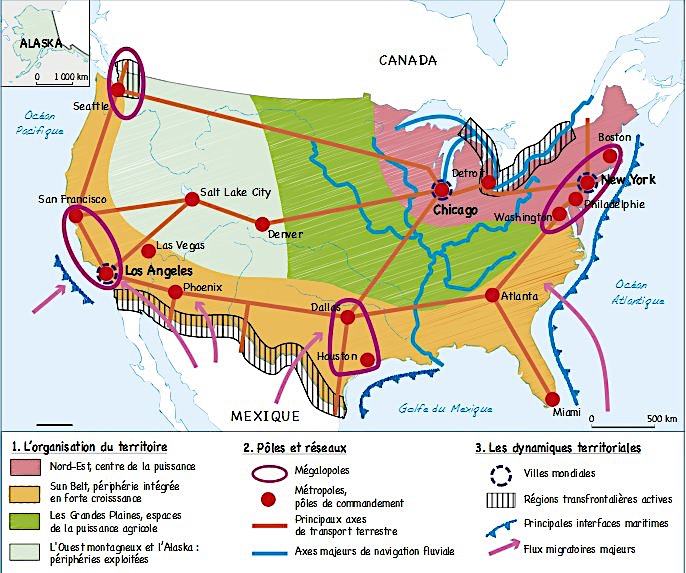 ALASKA
0 1 000 km
CANADA
Océan
Pacifique
Seattle
Boston
Detroit
New York
San Francisco
Salt Lake City
Chicago
Philadelphie
Washington
Denver
Las Vegas
Los Angeles
Phoenix
Océan
Atlantique
Dallas
Atlanta
Houston
MEXIQUE
Golfe du Mexique
Miami
0 500 km
1. L'organisation du territoire
Nord-Est, centre de la puissance
Sun Belt, périphérie intégrée
en forte croissance
Les Grandes Plaines, espaces
de la puissance agricole
L'Ouest montagneux et l'Alaska :
périphéries exploitées
2. Pôles et réseaux
Mégalopoles
Métropoles,
pôles de commandement
Principaux axes
de transport terrestre
Axes majeurs de navigation fluviale
3. Les dynamiques territoriales
Villes mondiales
Régions transfrontalières actives
Principales interfaces maritimes
Flux migratoires majeurs